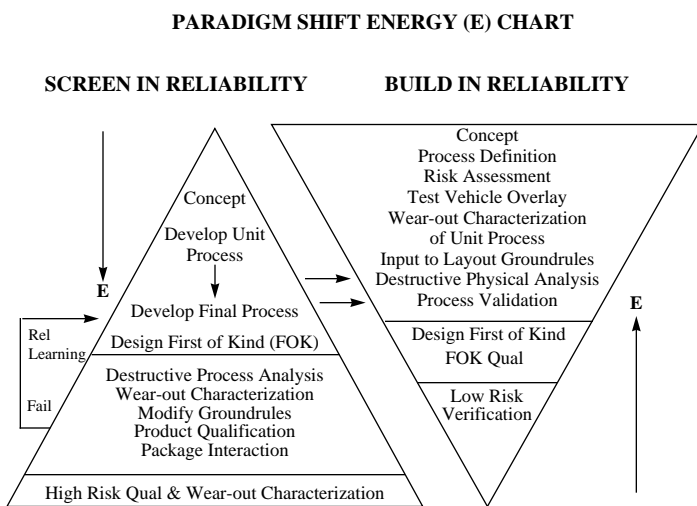 PARADIGM SHIFT ENERGY (E) CHART
SCREEN IN RELIABILITY
Concept
Develop Unit
Process
E
Develop Final Process
Design First of Kind (FOK)
Rel
Learning
Fail
Destructive Process Analysis
Wear-out Characterization
Modify Groundrules
Product Qualification
Package Interaction
High Risk Qual & Wear-out Characterization
BUILD IN RELIABILITY
Concept
Process Definition
Risk Assessment
Test Vehicle Overlay
Wear-out Characterization
of Unit Process
Input to Layout Groundrules
Destructive Physical Analysis
Process Validation
E
Design First of Kind
FOK Qual
Low Risk
Verification